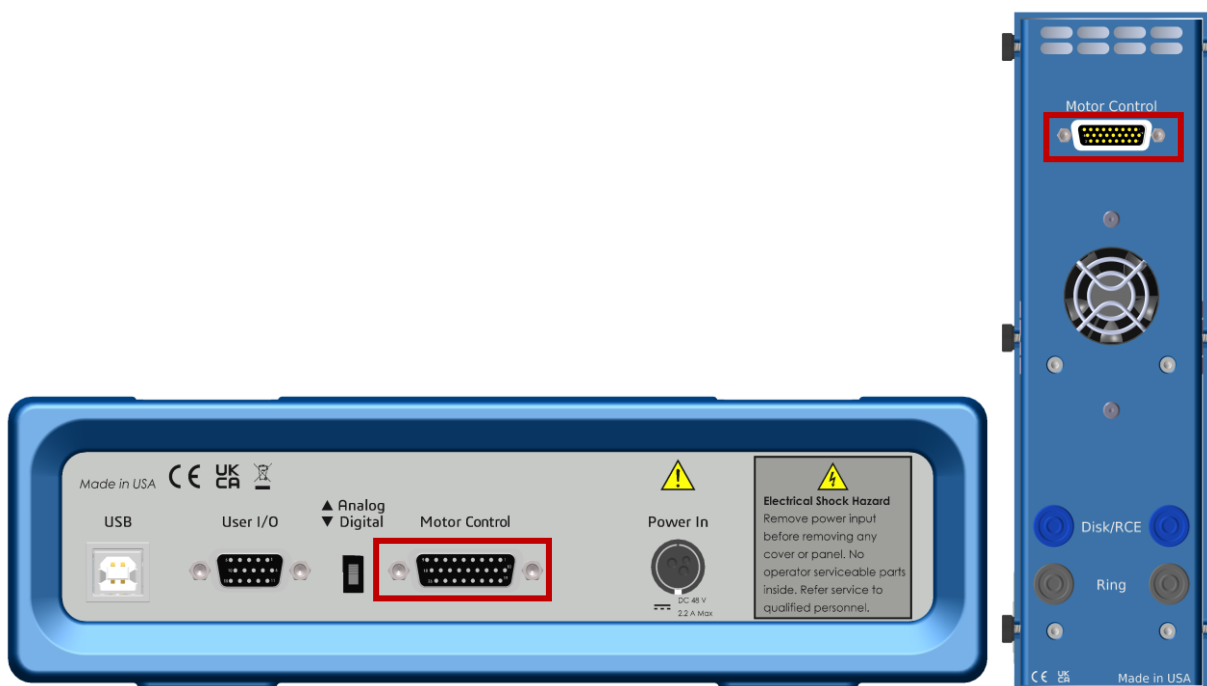 Motor Control
Made in USA CE UK CA
▲ Analog
▼ Digital
USB
User I/O
Motor Control
Power In
DC 48 V
2.2 A Max
Electrical Shock Hazard
Remove power input
before removing any
cover or panel. No
operator serviceable parts
inside. Refer service to
qualified personnel.
Disk/RCE
Ring
CE UK CA Made in USA